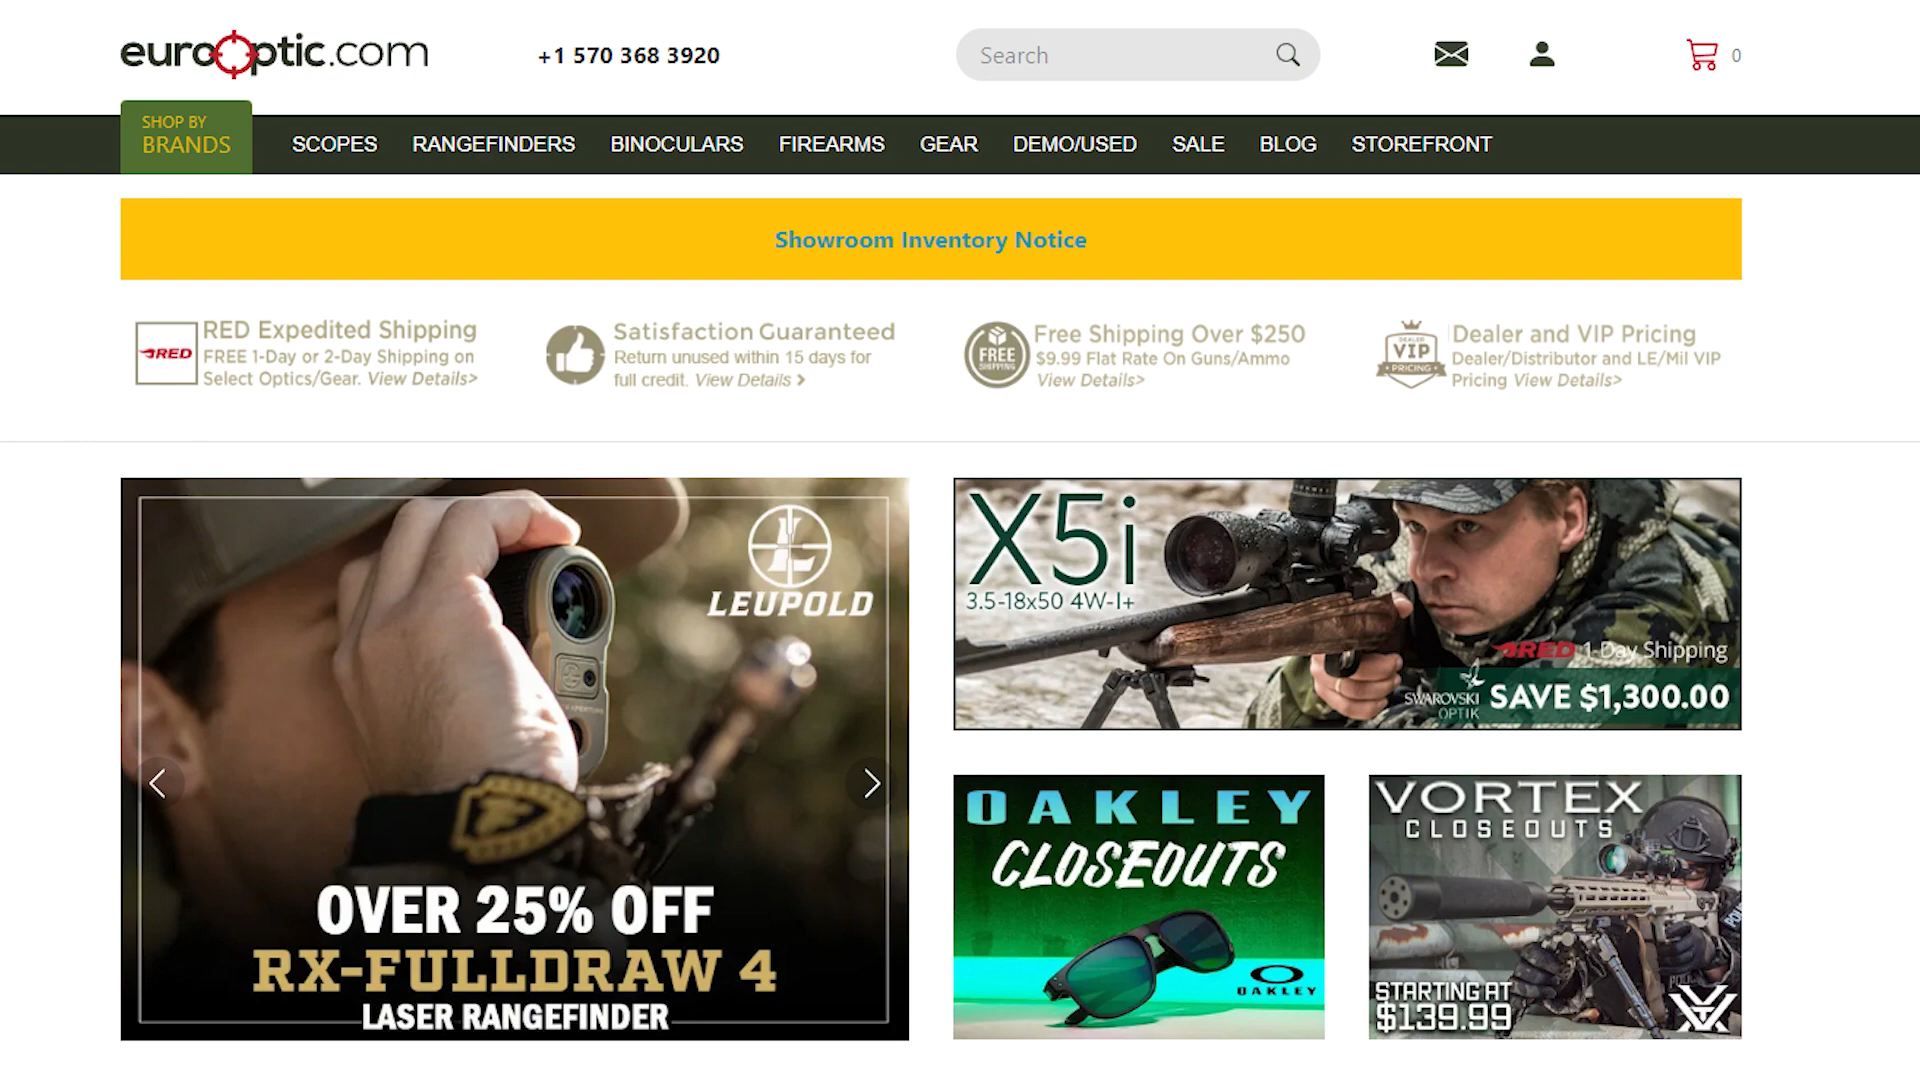 eurooptic.com
+1 570 368 3920
Search
0
SHOP BY
BRANDS
SCOPES
RANGEFINDERS
BINOCULARS
FIREARMS
GEAR
DEMO/USED
SALE
BLOG
STOREFRONT
Showroom Inventory Notice
RED
RED Expedited Shipping
FREE 1-Day or 2-Day Shipping on
Select Optics/Gear. View Details>
Satisfaction Guaranteed
Return unused within 15 days for
full credit. View Details >
FREE
SHIPPING
Free Shipping Over $250
$9.99 Flat Rate On Guns/Ammo
View Details>
DEALER
VIP
PRICING
Dealer and VIP Pricing
Dealer/Distributor and LE/Mil VIP
Pricing View Details>
LEUPOLD
OVER 25% OFF
RX-FULLDRAW 4
LASER RANGEFINDER
X5i
3.5-18x50 4W-I+
RED 1-Day Shipping
SWAROVSKI
OPTIK
SAVE $1,300.00
OAKLEY
CLOSEOUTS
OAKLEY
VORTEX
CLOSEOUTS
STARTING AT
$139.99